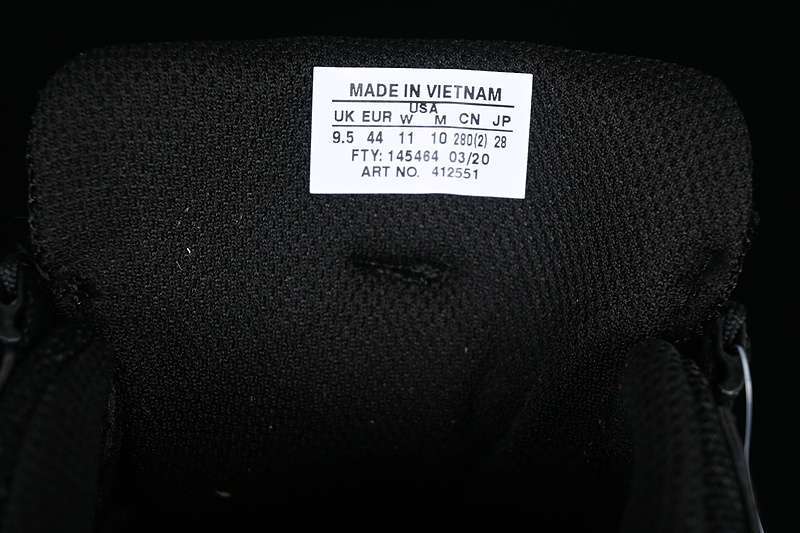 MADE IN VIETNAM
USA
UK EUR W M CN JP
9.5 44 11 10 280(2) 28
FTY: 145464 03/20
ART NO. 412551